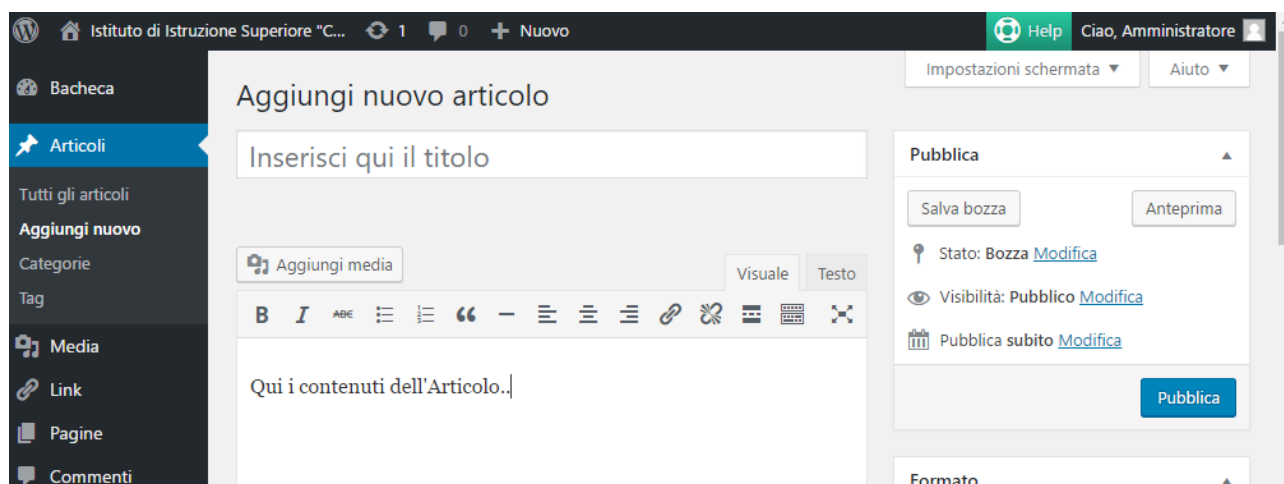 Istituto di Istruzione Superiore "C... 1 0 + Nuovo Help Ciao, Amministratore
Impostazioni schermata ▼ Aiuto ▼
Bacheca
Articoli
Tutti gli articoli
Aggiungi nuovo
Categorie
Tag
Media
Link
Pagine
Commenti
Aggiungi nuovo articolo
Inserisci qui il titolo
Aggiungi media
Visuale Testo
B I ABE
Qui i contenuti dell'Articolo..
Pubblica
Salva bozza Anteprima
Stato: Bozza Modifica
Visibilità: Pubblico Modifica
Pubblica subito Modifica
Pubblica
Formato